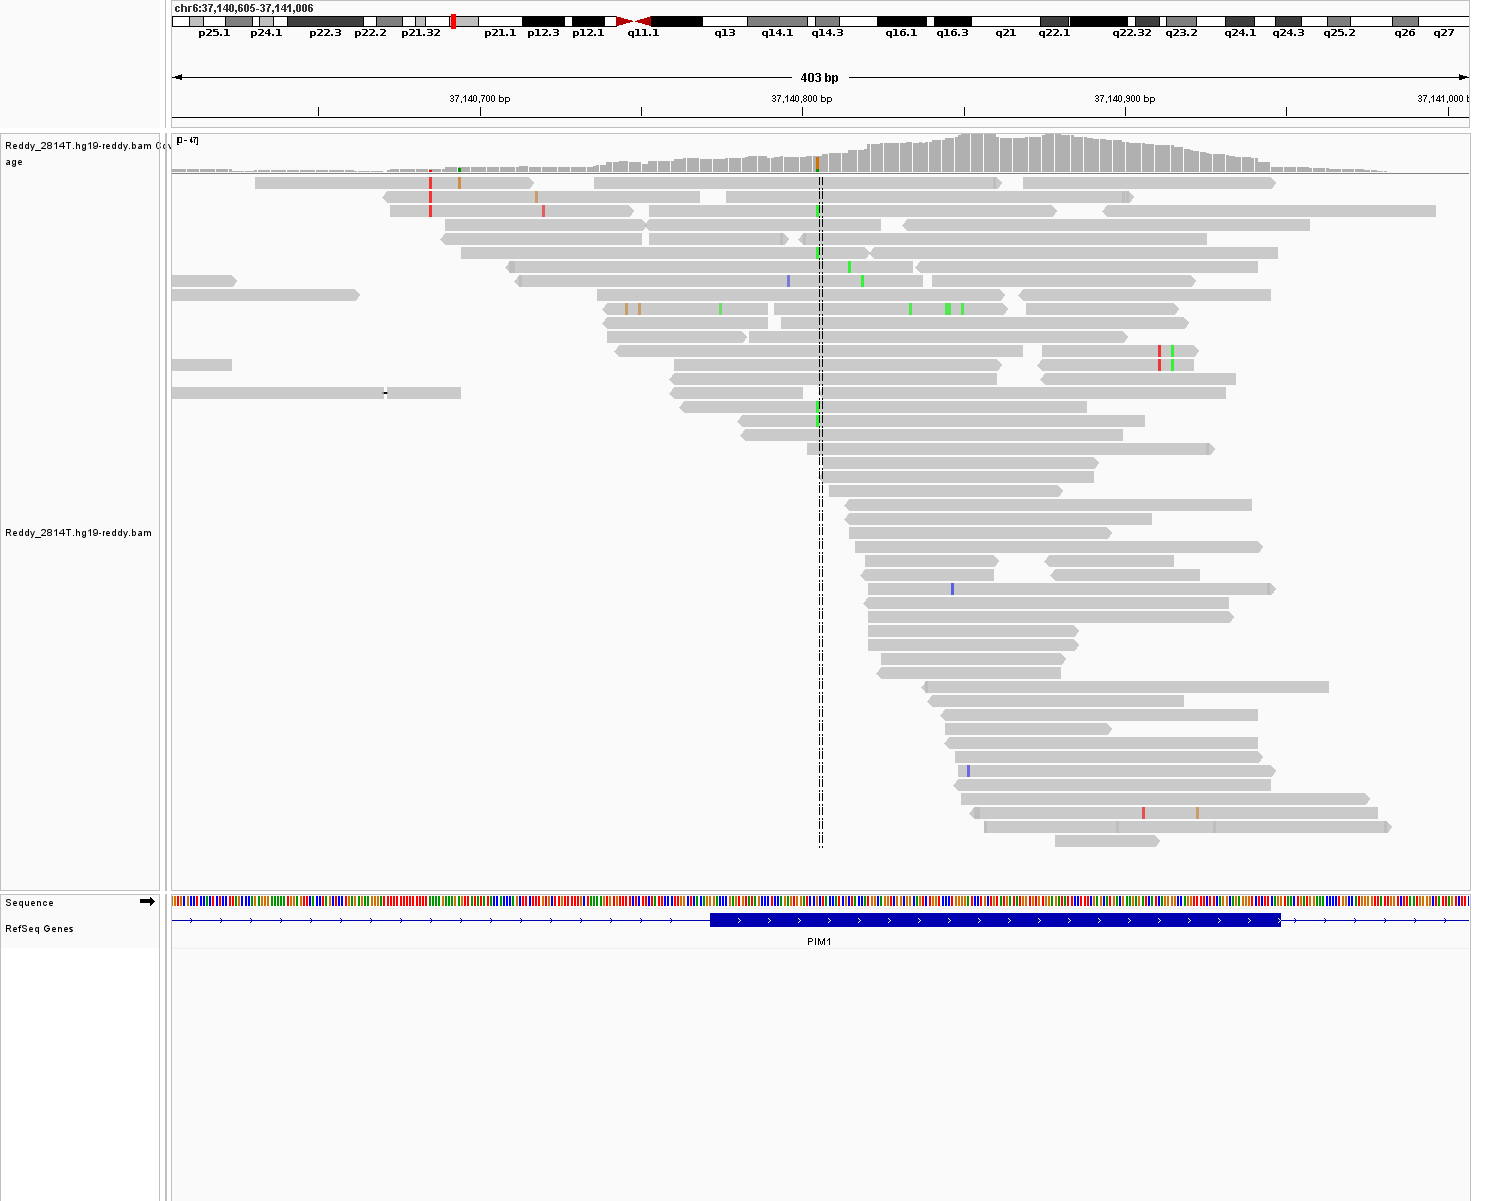 chr6:37,140,605-37,141,006
p25.1 p24.1 p22.3 p22.2 p21.32 p21.1 p12.3 p12.1 q11.1 q13 q14.1 q14.3 q16.1 q16.3 q21 q22.1 q22.32 q23.2 q24.1 q24.3 q25.2 q26 q27
403 bp
37,140,700 bp 37,140,800 bp 37,140,900 bp 37,141,000 b
Reddy_2814T.hg19-reddy.bam Cov
age
[0 - 47]
Reddy_2814T.hg19-reddy.bam
Sequence
RefSeq Genes
PIM1